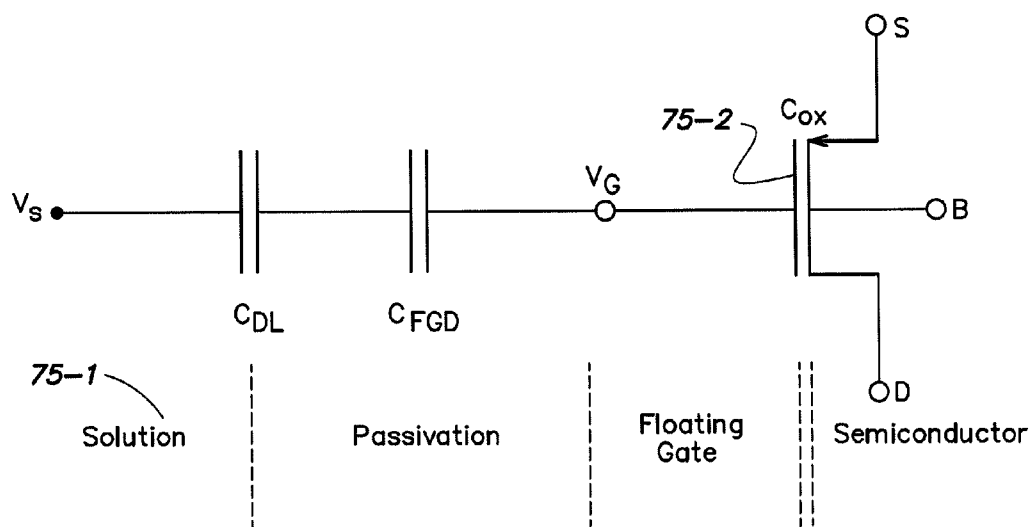 S
75-2
COX
VS
VG
B
CDL
CFGD
75-1
D
Solution
Passivation
Floating
Gate
Semiconductor